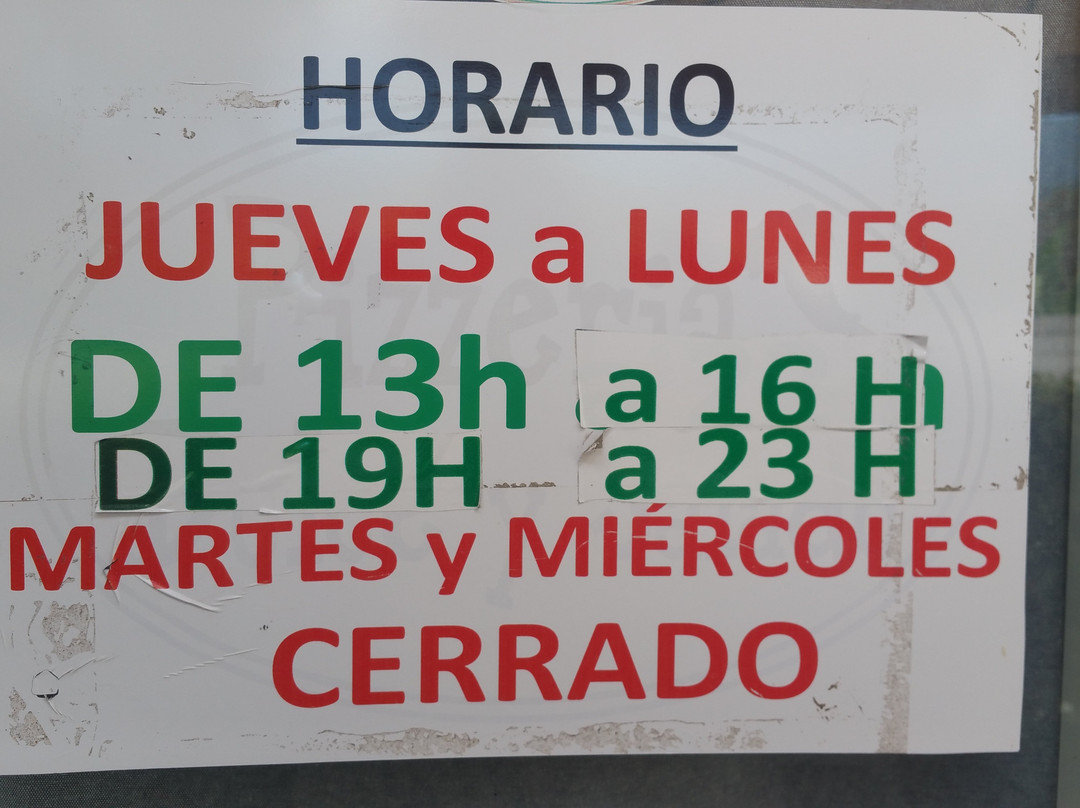 HORARIO
JUEVES a LUNES
DE 13h a 16 H
DE 19H a 23 H
MARTES y MIÉRCOLES
CERRADO